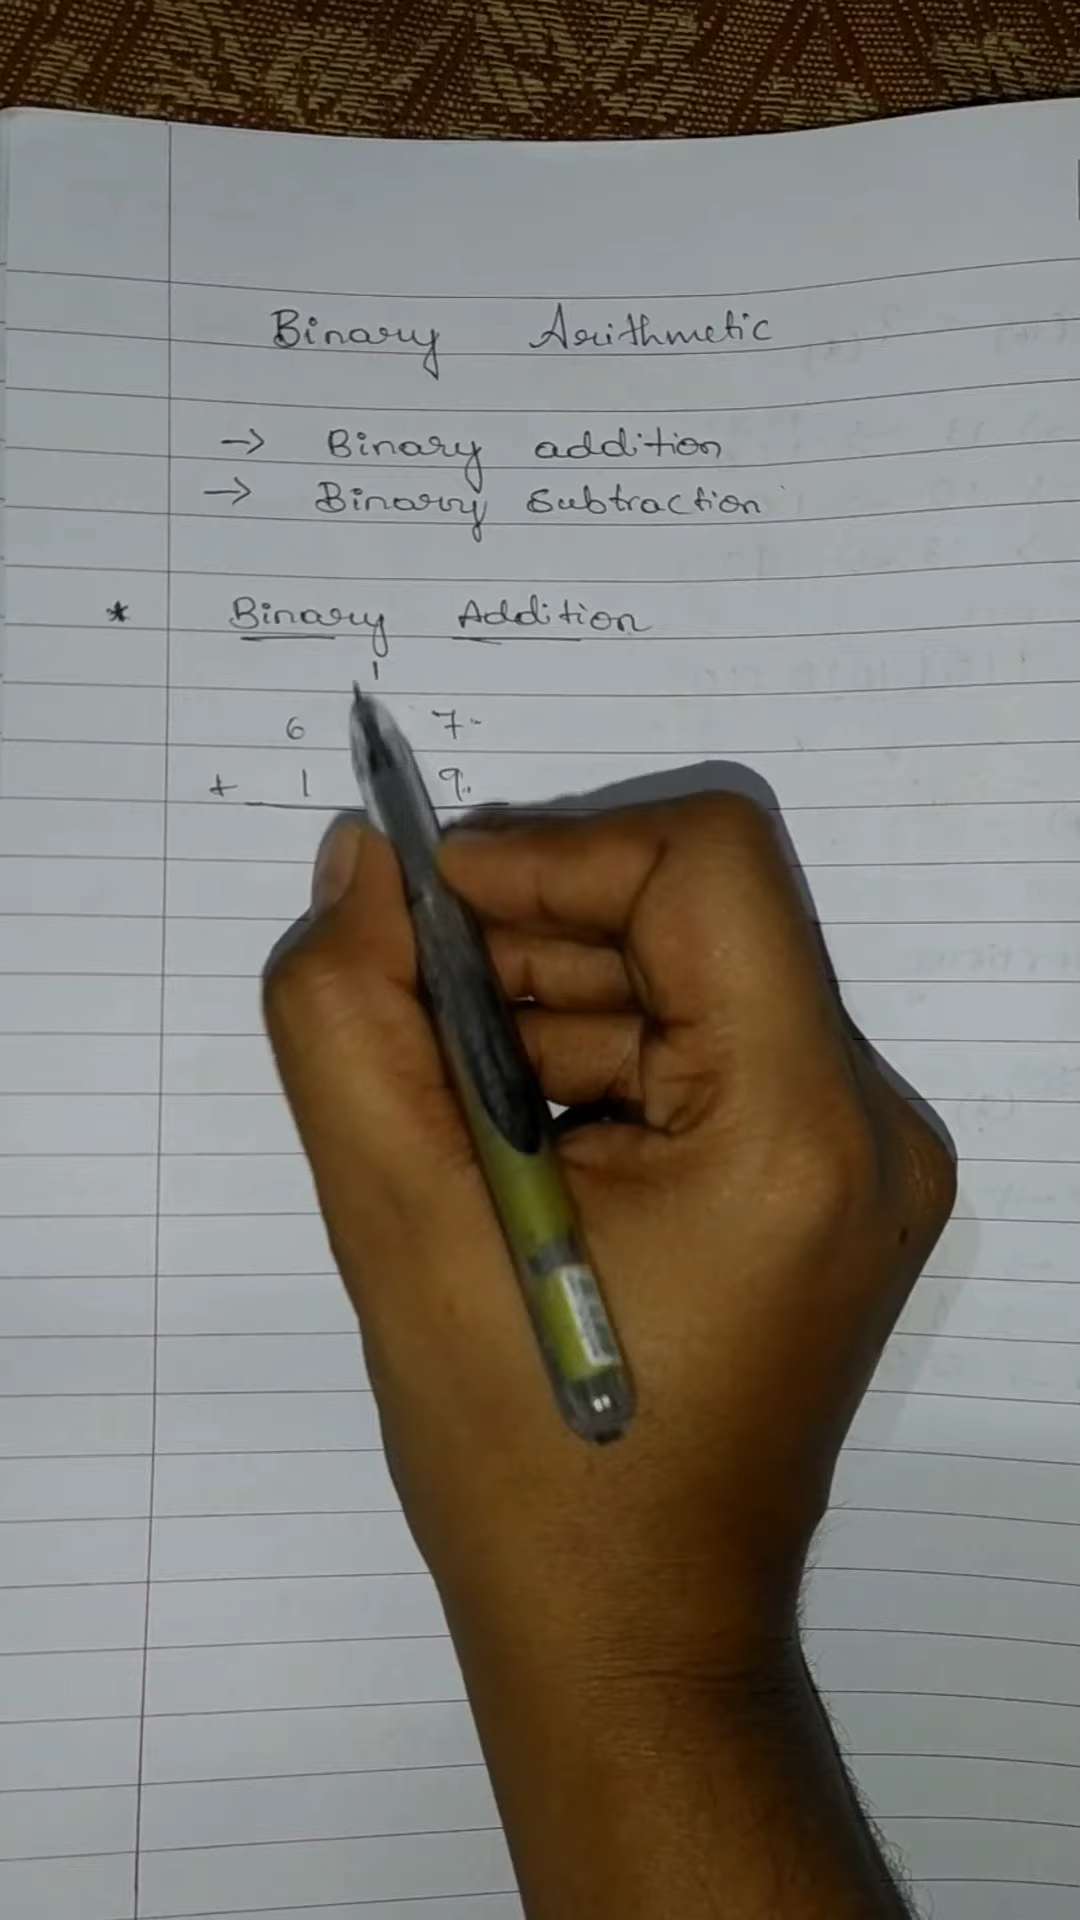 Binary Arithmetic
→ Binary addition
→ Binary Subtraction
* Binary Addition
1
6 7
+ 1 9